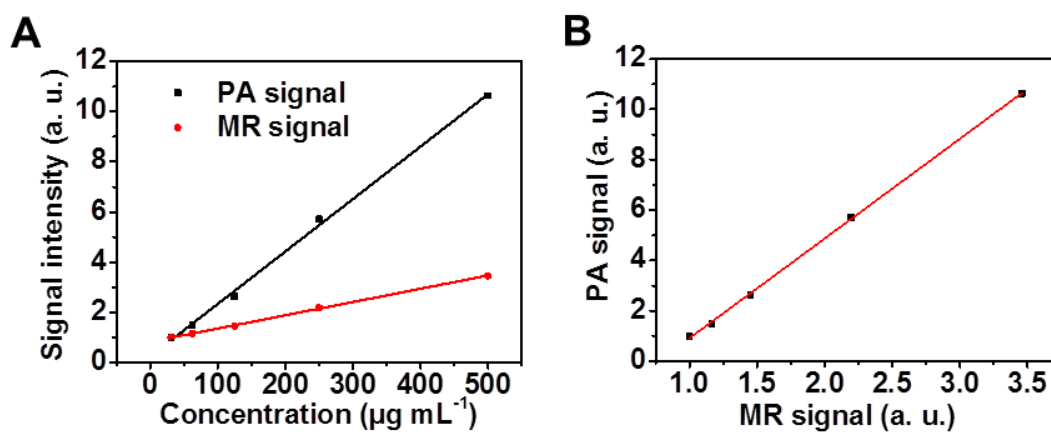 A
Signal intensity (a. u.)
12
10
8
6
4
2
0
PA signal
MR signal
0 100 200 300 400 500
Concentration (µg mL⁻¹)
B
PA signal (a. u.)
12
10
8
6
4
2
0
1.0 1.5 2.0 2.5 3.0 3.5
MR signal (a. u.)